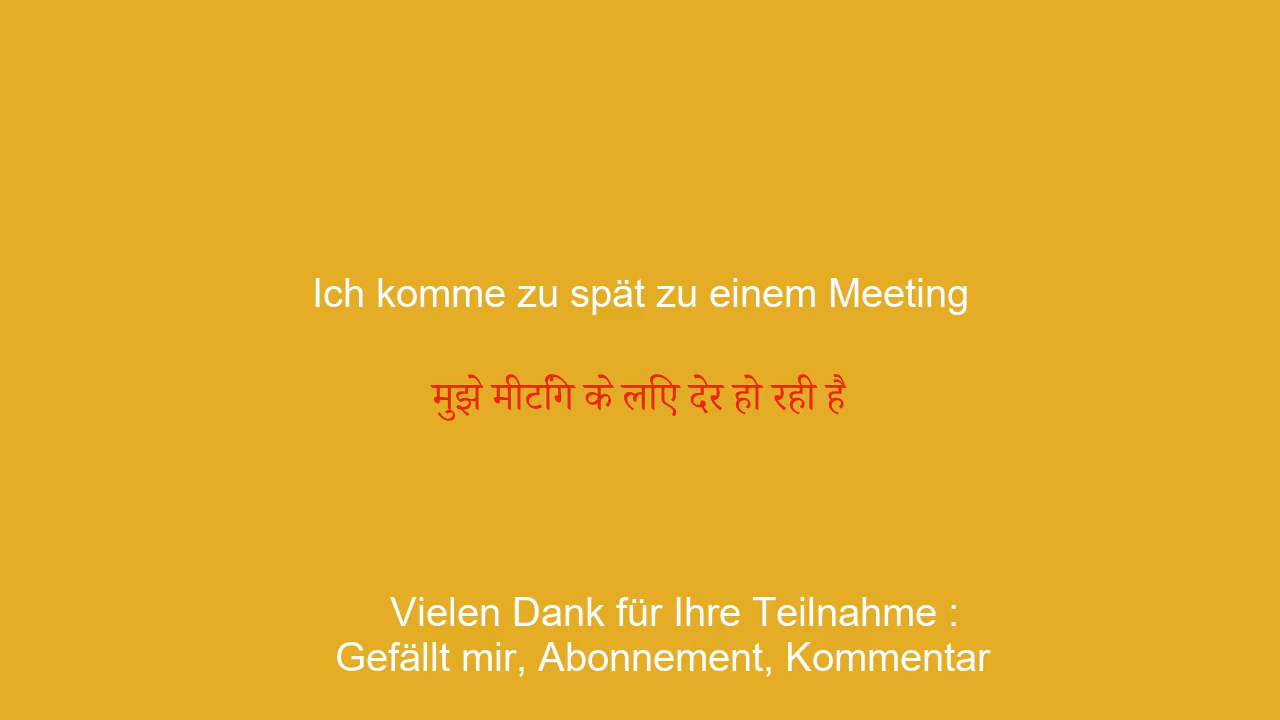 Ich komme zu spät zu einem Meeting
मुझे मीटिंग के लिए देर हो रही है
Vielen Dank für Ihre Teilnahme :
Gefällt mir, Abonnement, Kommentar